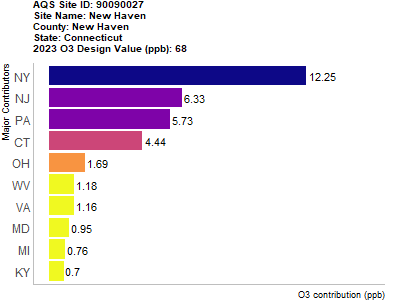 AQS Site ID: 90090027
Site Name: New Haven
County: New Haven
State: Connecticut
2023 O3 Design Value (ppb): 68
Major Contributors
NY 12.25
NJ 6.33
PA 5.73
CT 4.44
OH 1.69
WV 1.18
VA 1.16
MD 0.95
MI 0.76
KY 0.7
O3 contribution (ppb)